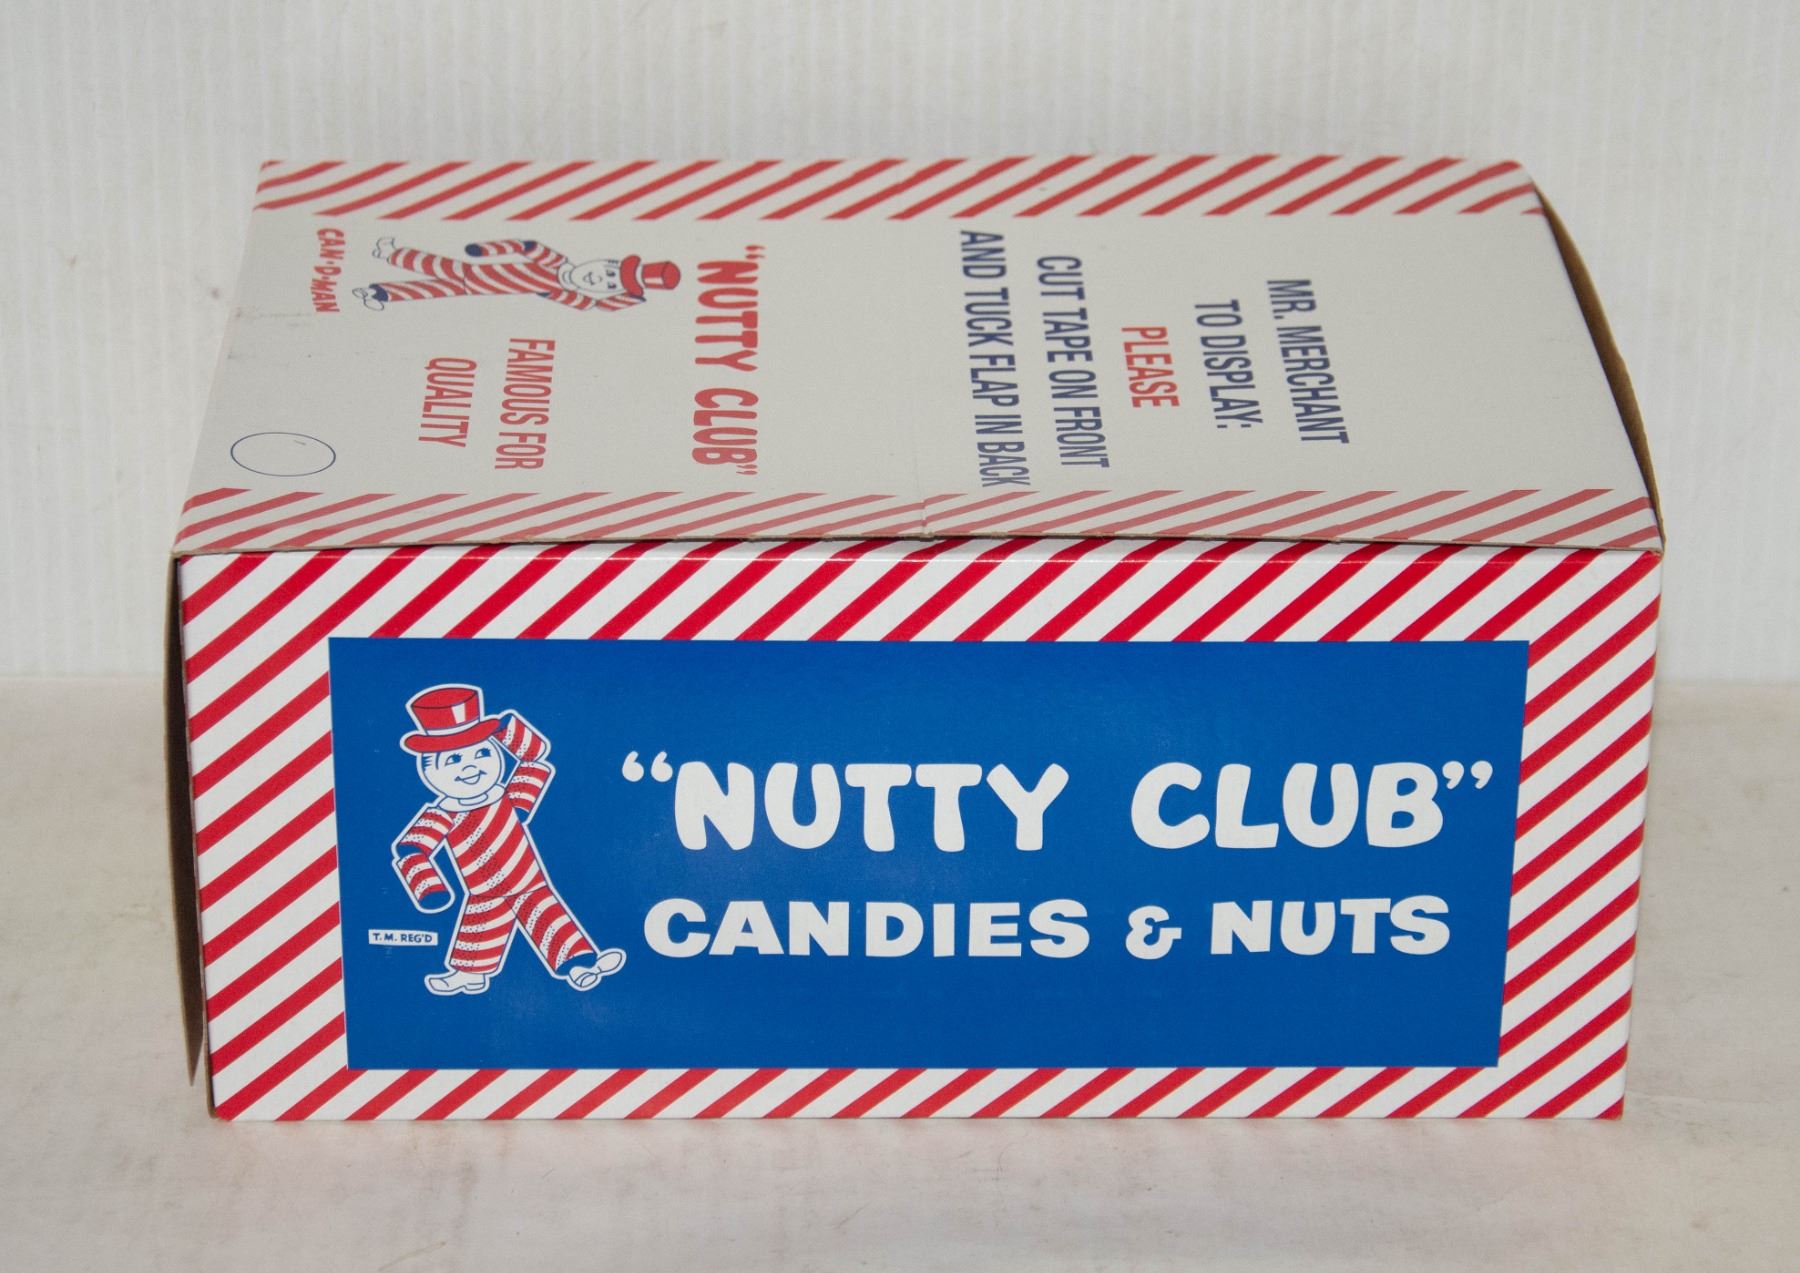 MR. MERCHANT
TO DISPLAY:
PLEASE
CUT TAPE ON FRONT
AND TUCK FLAP IN BACK
"NUTTY CLUB"
FAMOUS FOR
QUALITY
CAN-D-MAN
"NUTTY CLUB"
CANDIES & NUTS
T.M. REG'D